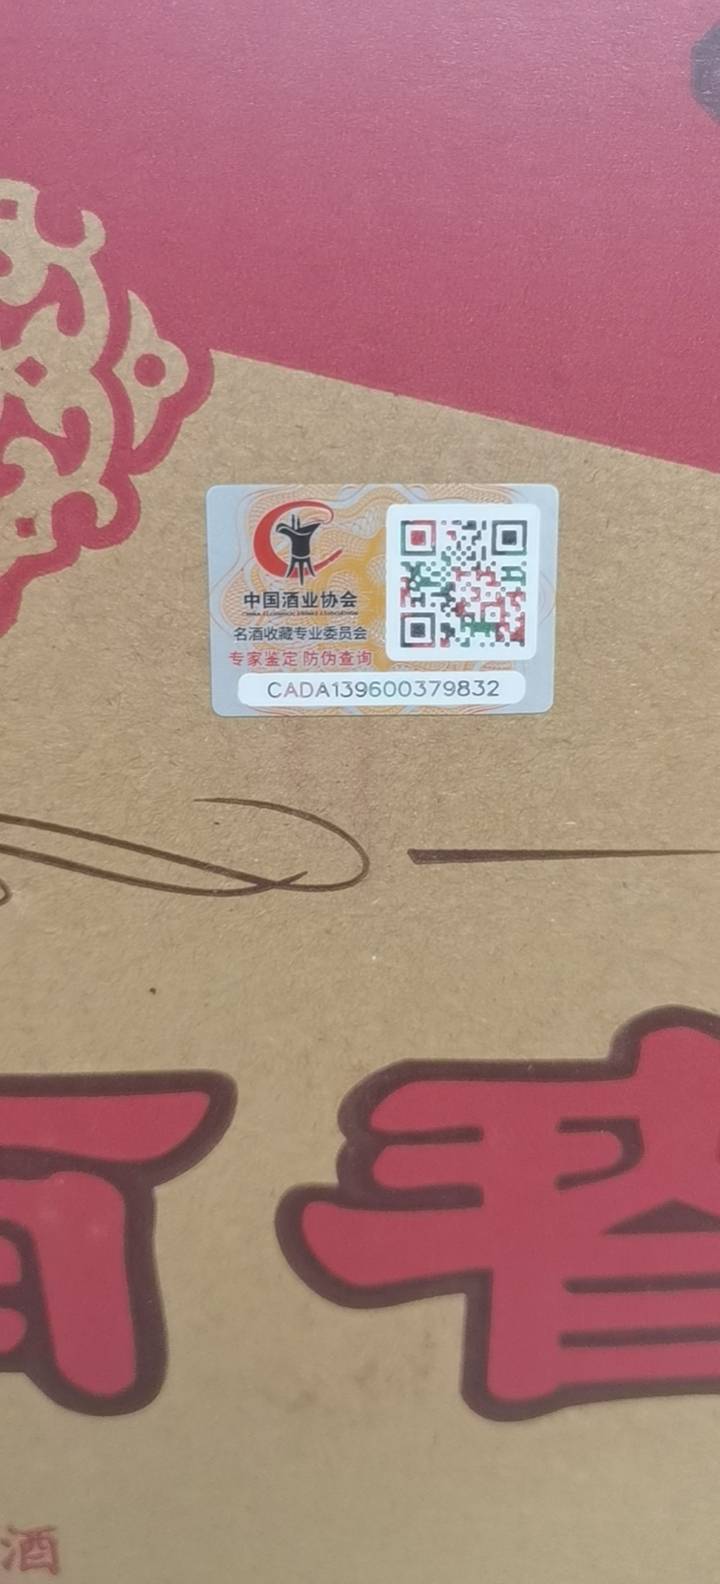 中国酒业协会
名酒收藏专业委员会
专家鉴定 防伪查询
CADA139600379832
酒